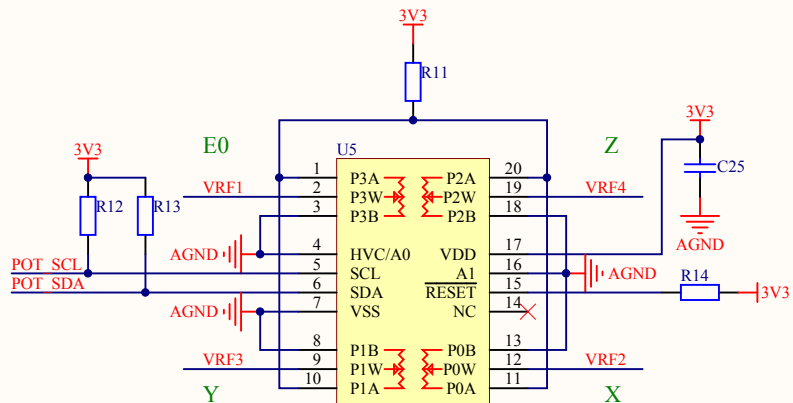 3V3
R11
E0
Z
3V3
3V3
U5
1 P3A P2A 20
VRF1 2 P3W P2W 19 VRF4
3 P3B P2B 18
C25
R12 R13
AGND 4 HVC/A0 VDD 17 AGND
POT_SCL 5 SCL A1 16 AGND
POT_SDA 6 SDA RESET 15 R14 3V3
AGND 7 VSS NC 14
8 P1B P0B 13
VRF3 9 P1W P0W 12 VRF2
10 P1A P0A 11
Y
X